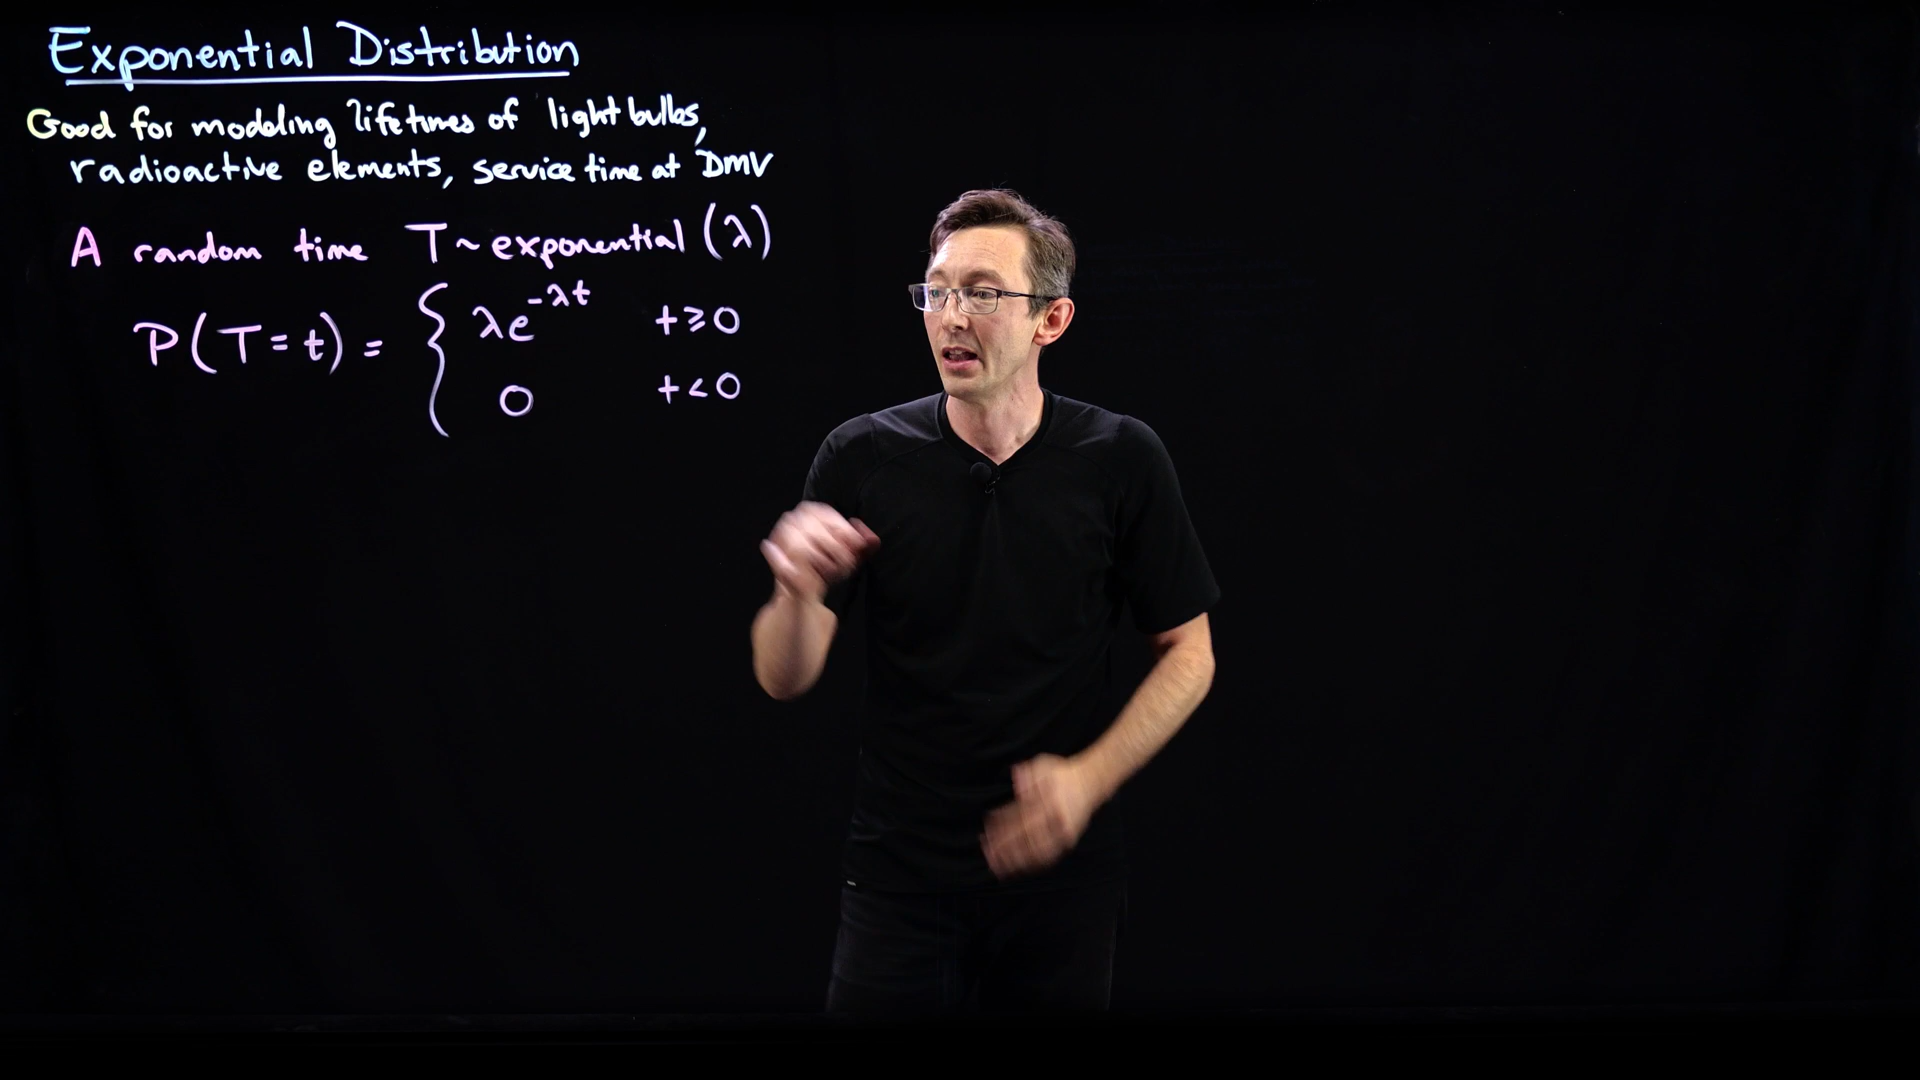 Exponential Distribution
Good for modeling lifetimes of light bulbs,
radioactive elements, service time at DMV
A random time T ~ exponential (λ)
P(T=t) = { λe^{-λt} t≥0
0 t<0